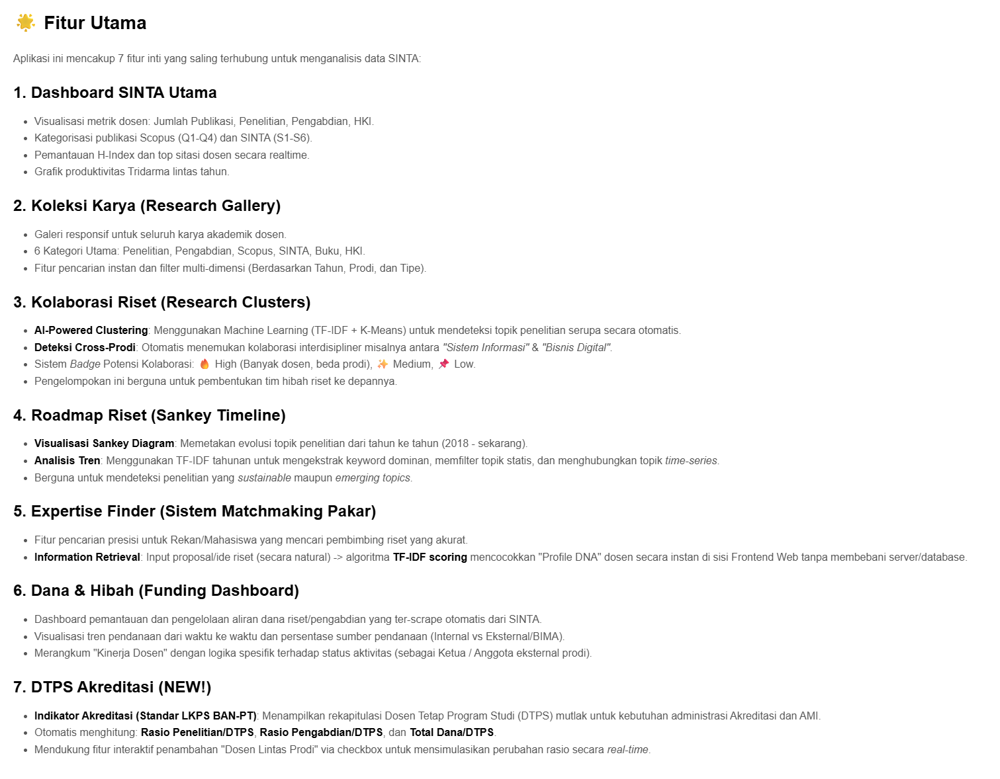 🌟 Fitur Utama
Aplikasi ini mencakup 7 fitur inti yang saling terhubung untuk menganalisis data SINTA:
1. Dashboard SINTA Utama
• Visualisasi metrik dosen: Jumlah Publikasi, Penelitian, Pengabdian, HKI.
• Kategorisasi publikasi Scopus (Q1-Q4) dan SINTA (S1-S6).
• Pemantauan H-Index dan top sitasi dosen secara realtime.
• Grafik produktivitas Tridarma lintas tahun.
2. Koleksi Karya (Research Gallery)
• Galeri responsif untuk seluruh karya akademik dosen.
• 6 Kategori Utama: Penelitian, Pengabdian, Scopus, SINTA, Buku, HKI.
• Fitur pencarian instan dan filter multi-dimensi (Berdasarkan Tahun, Prodi, dan Tipe).
3. Kolaborasi Riset (Research Clusters)
• AI-Powered Clustering: Menggunakan Machine Learning (TF-IDF + K-Means) untuk mendeteksi topik penelitian serupa secara otomatis.
• Deteksi Cross-Prodi: Otomatis menemukan kolaborasi interdisipliner misalnya antara "Sistem Informasi" & "Bisnis Digital".
• Sistem Badge Potensi Kolaborasi: 🔥 High (Banyak dosen, beda prodi), ✨ Medium, 📌 Low.
• Pengelompokan ini berguna untuk pembentukan tim hibah riset ke depannya.
4. Roadmap Riset (Sankey Timeline)
• Visualisasi Sankey Diagram: Memetakan evolusi topik penelitian dari tahun ke tahun (2018 - sekarang).
• Analisis Tren: Menggunakan TF-IDF tahunan untuk mengekstrak keyword dominan, memfilter topik statis, dan menghubungkan topik time-series.
• Berguna untuk mendeteksi penelitian yang sustainable maupun emerging topics.
5. Expertise Finder (Sistem Matchmaking Pakar)
• Fitur pencarian presisi untuk Rekan/Mahasiswa yang mencari pembimbing riset yang akurat.
• Information Retrieval: Input proposal/ide riset (secara natural) -> algoritma TF-IDF scoring mencocokkan "Profile DNA" dosen secara instan di sisi Frontend Web tanpa membebani server/database.
6. Dana & Hibah (Funding Dashboard)
• Dashboard pemantauan dan pengelolaan aliran dana riset/pengabdian yang ter-scrape otomatis dari SINTA.
• Visualisasi tren pendanaan dari waktu ke waktu dan persentase sumber pendanaan (Internal vs Eksternal/BIMA).
• Merangkum "Kinerja Dosen" dengan logika spesifik terhadap status aktivitas (sebagai Ketua / Anggota eksternal prodi).
7. DTPS Akreditasi (NEW!)
• Indikator Akreditasi (Standar LKPS BAN-PT): Menampilkan rekapitulasi Dosen Tetap Program Studi (DTPS) mutlak untuk kebutuhan administrasi Akreditasi dan AMI.
• Otomatis menghitung: Rasio Penelitian/DTPS, Rasio Pengabdian/DTPS, dan Total Dana/DTPS.
• Mendukung fitur interaktif penambahan "Dosen Lintas Prodi" via checkbox untuk mensimulasikan perubahan rasio secara real-time.